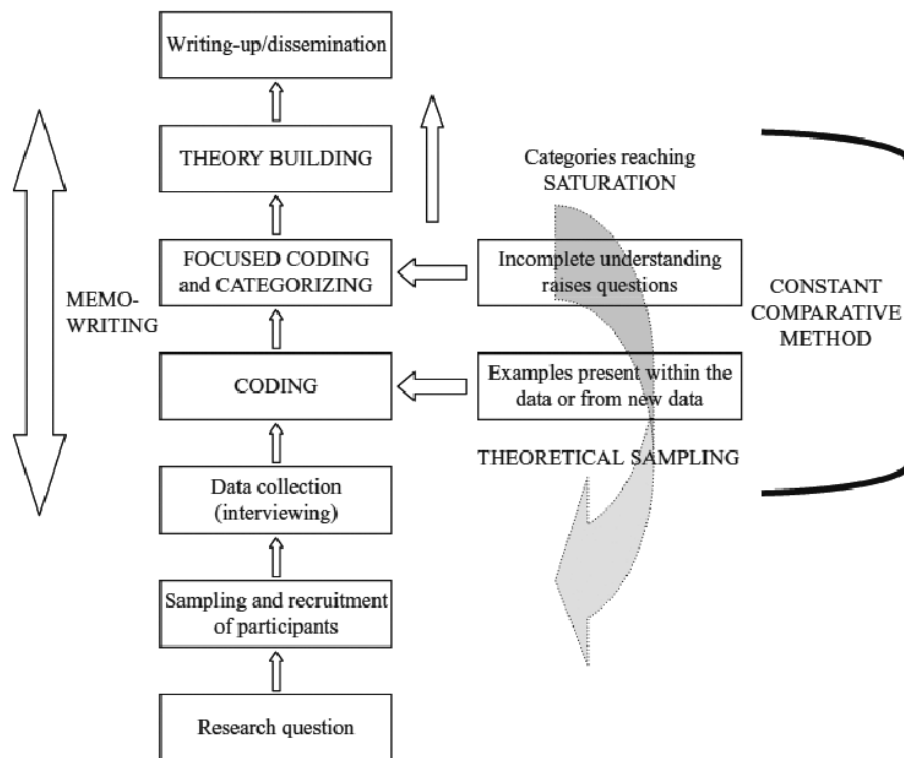 Writing-up/dissemination
THEORY BUILDING
Categories reaching
SATURATION
FOCUSED CODING
and CATEGORIZING
Incomplete understanding
raises questions
MEMO-
WRITING
CONSTANT
COMPARATIVE
METHOD
CODING
Examples present within the
data or from new data
THEORETICAL SAMPLING
Data collection
(interviewing)
Sampling and recruitment
of participants
Research question